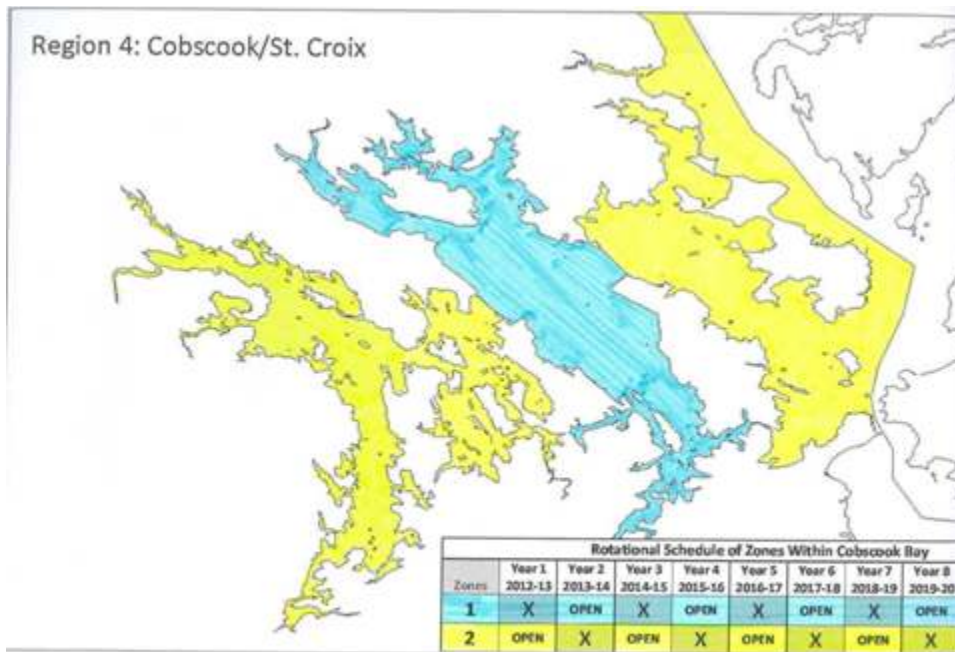 Region 4: Cobscook/St. Croix
Rotational Schedule of Zones Within Cobscook Bay
Zones Year 1 Year 2 Year 3 Year 4 Year 5 Year 6 Year 7 Year 8
2012-13 2013-14 2014-15 2015-16 2016-17 2017-18 2018-19 2019-20
1 X OPEN X OPEN X OPEN X OPEN
2 OPEN X OPEN X OPEN X OPEN X